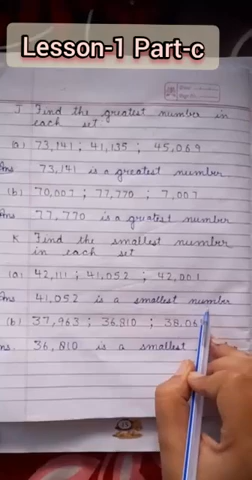 Lesson-1 Part-c
J Find the greatest number in
each set.
(a) 73,141 ; 41,135 ; 45,069
Ans 73,141 is a greatest number
(b) 70,007 ; 77,770 ; 7,007
Ans 77,770 is a greatest number
K Find the smallest number
in each set
(a) 42,111 ; 41,052 ; 42,001
Ans 41,052 is a smallest number
(b) 37,963 ; 36,810 ; 38,06
Ans. 36,810 is a smallest